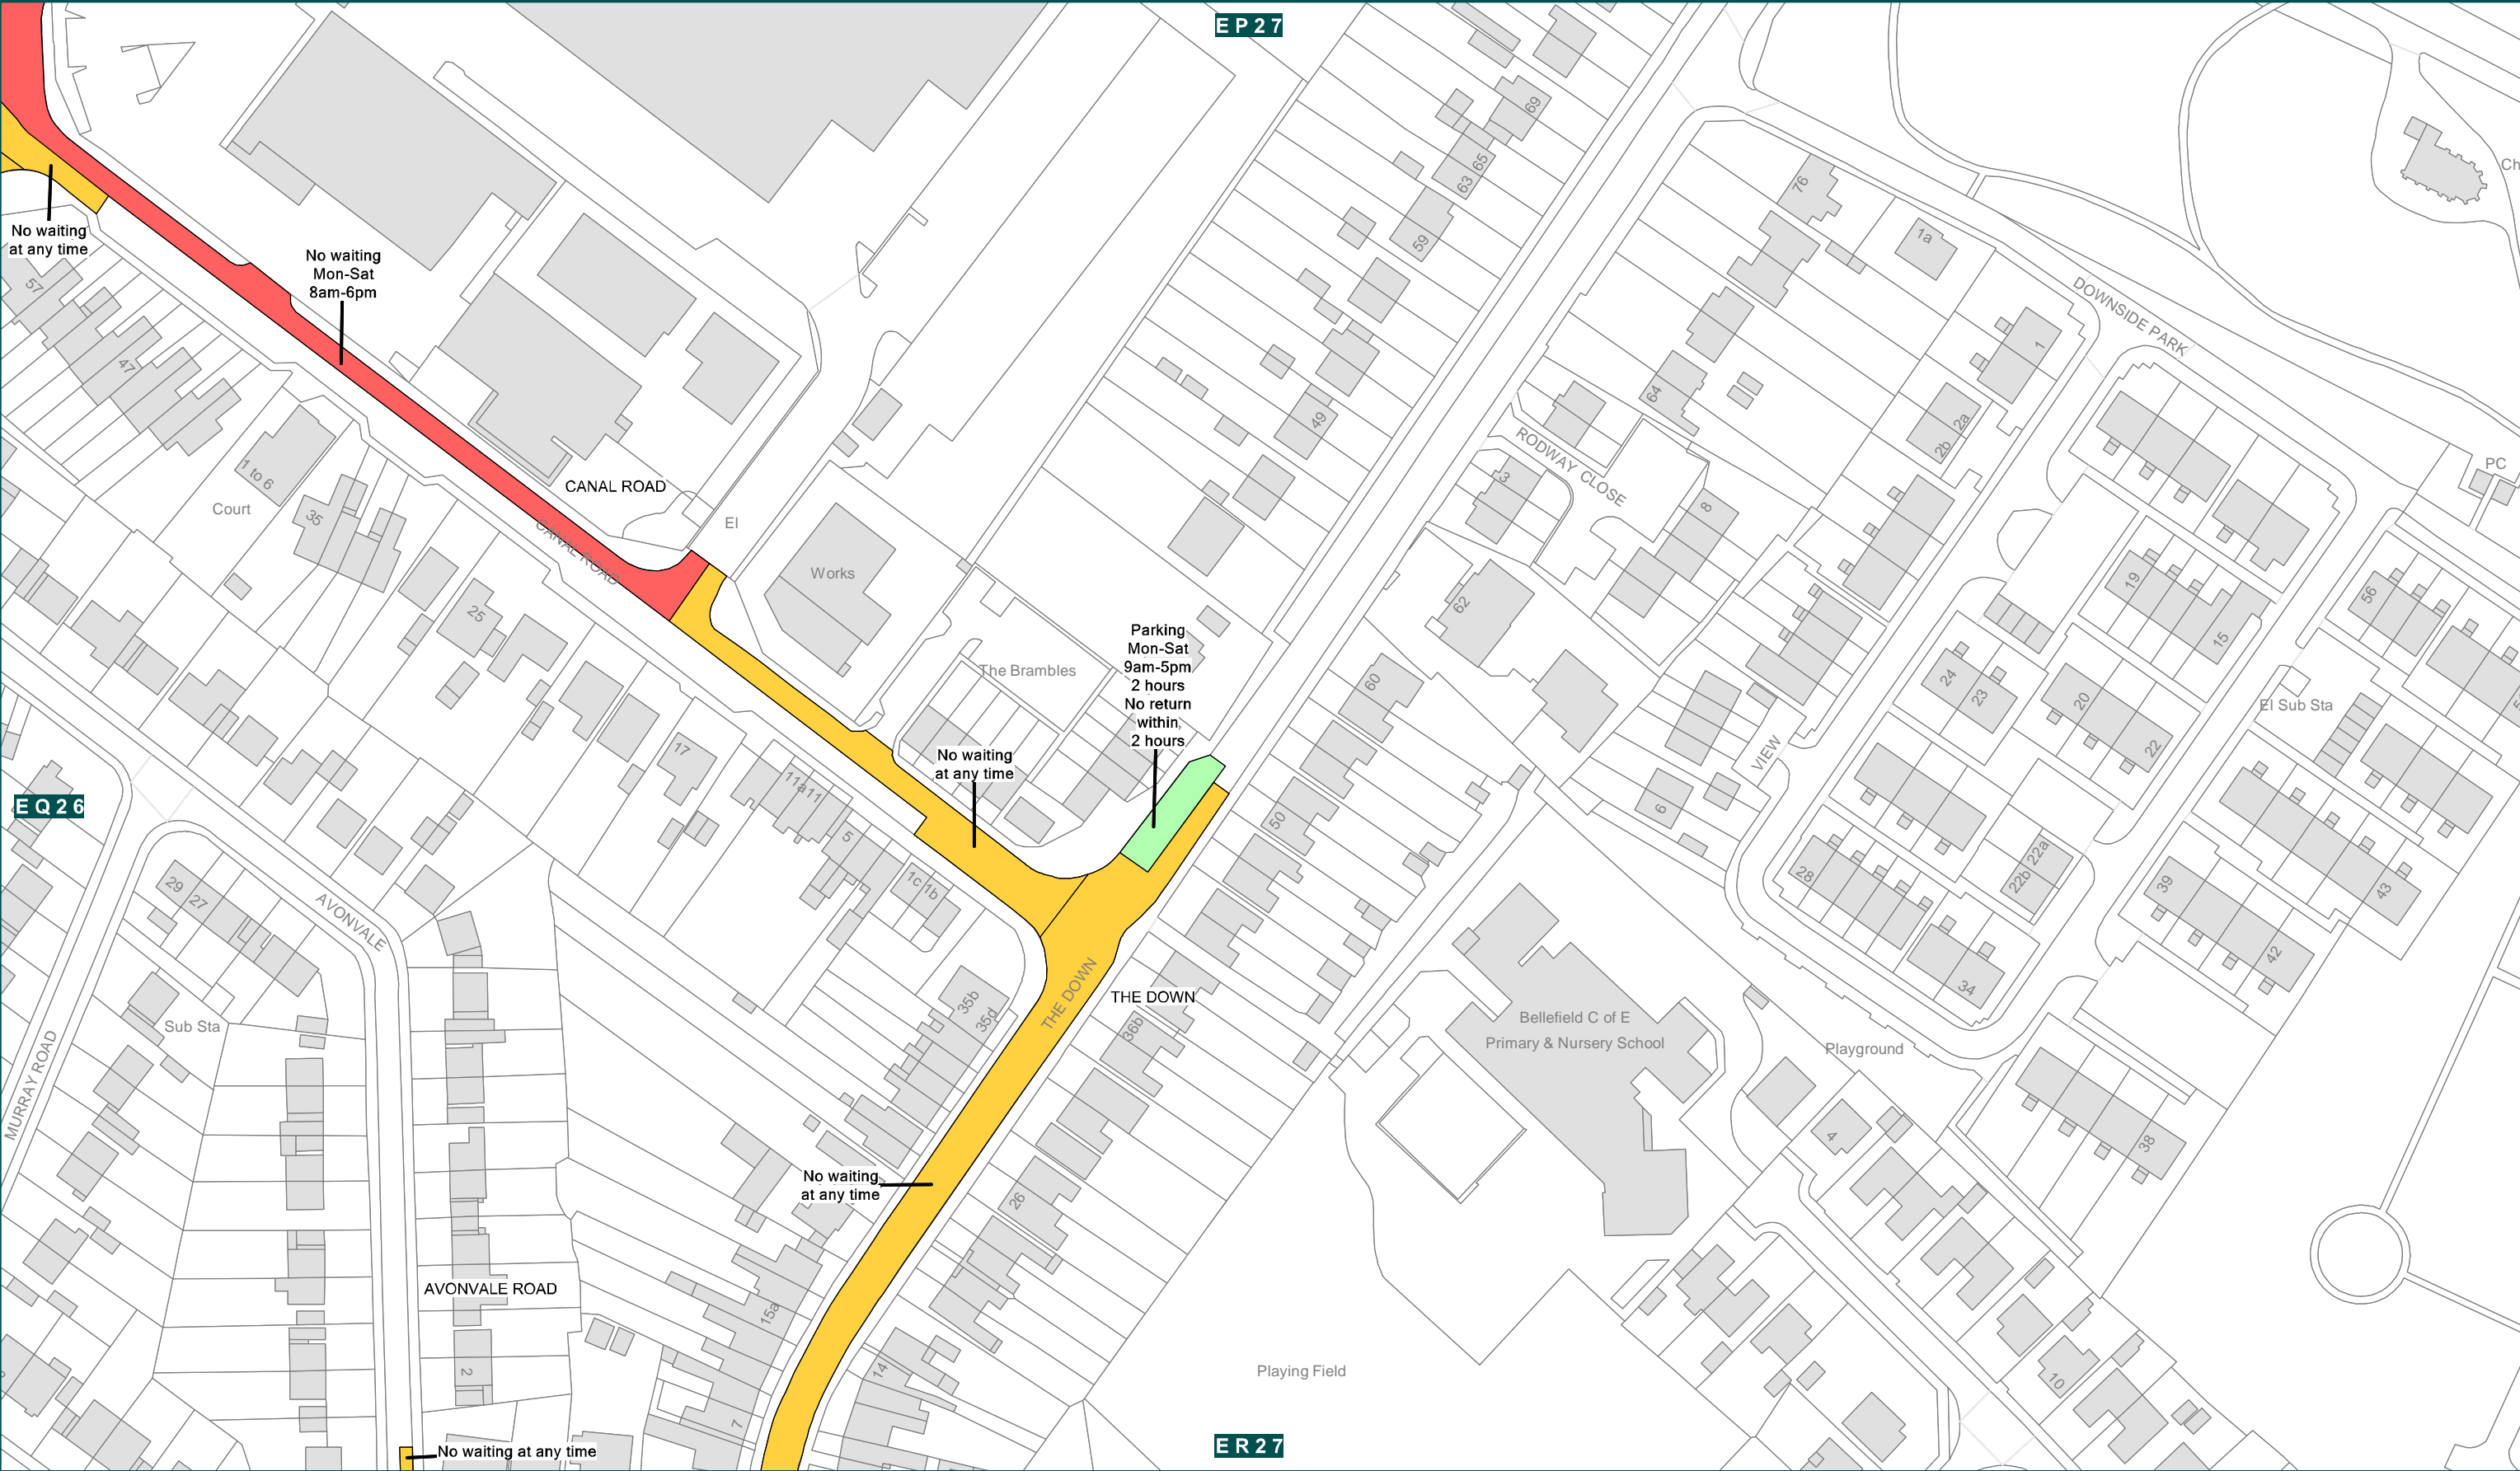 EP27
69
65
63
59
76
1a
Ch
DOWNSIDE PARK
No waiting
at any time
57
No waiting
Mon-Sat
8am-6pm
47
1
64
49
2a
2b
RODWAY CLOSE
1 to 6
Court
35
CANAL ROAD
CANAL ROAD
El
3
8
PC
Works
25
62
19
15
56
The Brambles
Parking
Mon-Sat
9am-5pm
2 hours
No return
within
2 hours
60
24
23
20
22
El Sub Sta
17
No waiting
at any time
VIEW
EQ26
11a
11
5
50
6
1c
1b
28
22a
22b
39
43
42
34
29
27
AVONVALE
35b
35d
THE DOWN
THE DOWN
36b
Bellefield C of E
Primary & Nursery School
Playground
Sub Sta
MURRAY ROAD
4
38
No waiting
at any time
26
AVONVALE ROAD
15a
2
14
7
Playing Field
10
No waiting at any time
ER27